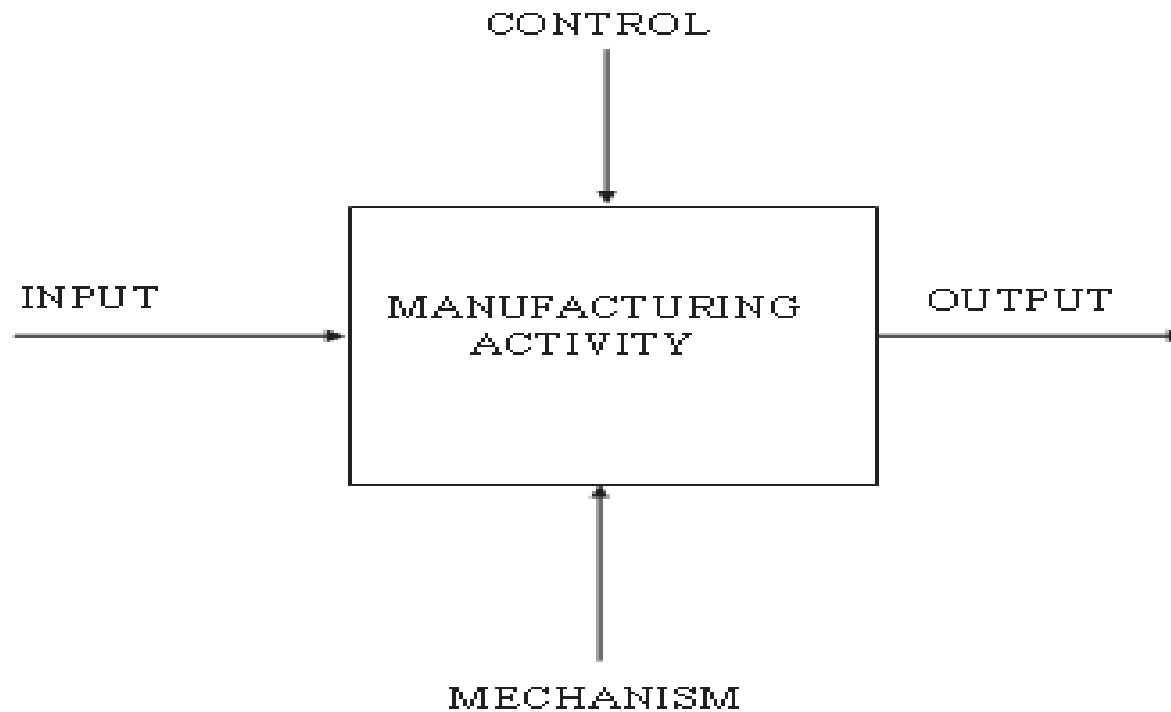 CONTROL
INPUT
MANUFACTURING
ACTIVITY
OUTPUT
MECHANISM